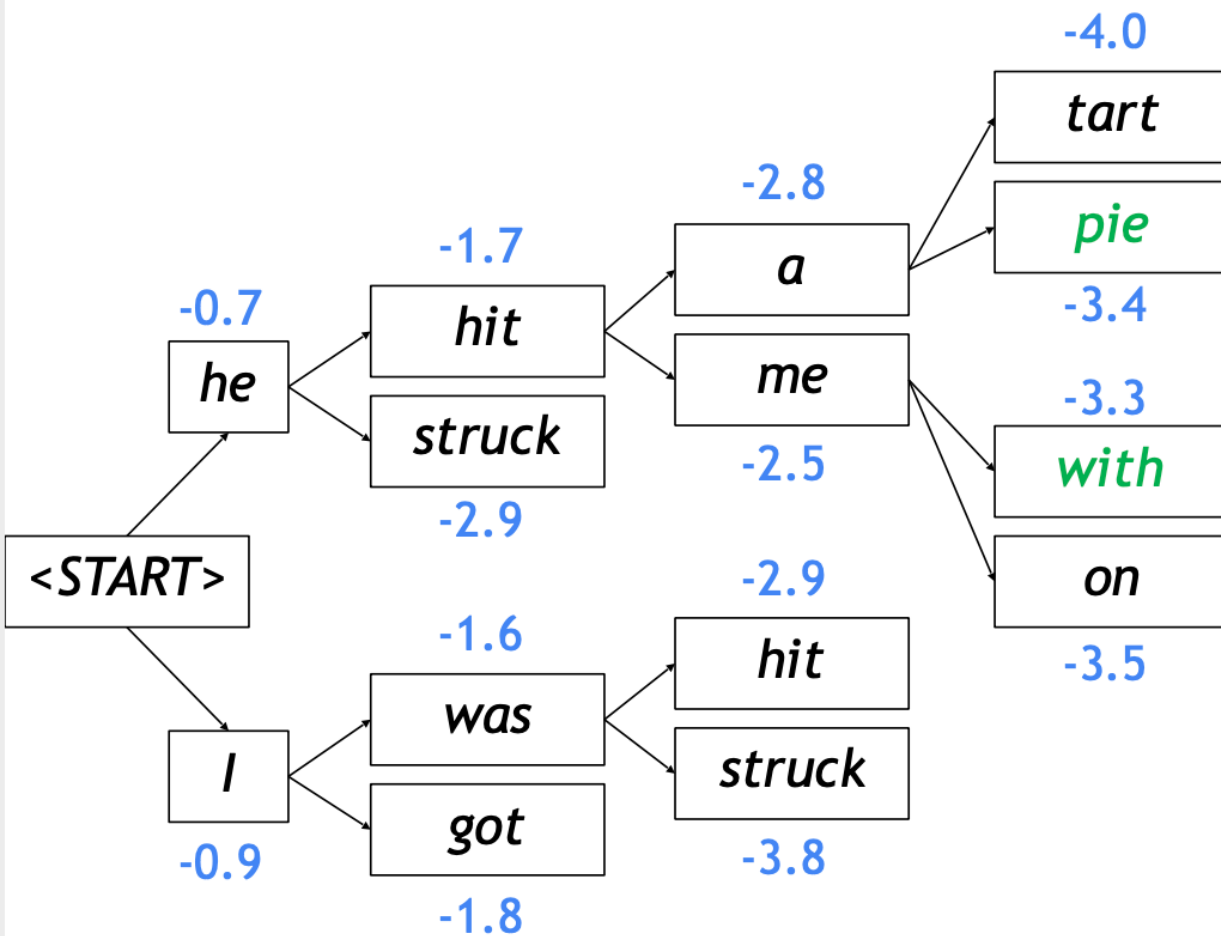 -4.0
tart
-2.8
pie
-1.7
a
-3.4
-0.7
hit
he
me
-3.3
struck
-2.5
with
-2.9
<START>
-2.9
on
-1.6
hit
-3.5
was
I
struck
got
-0.9
-3.8
-1.8